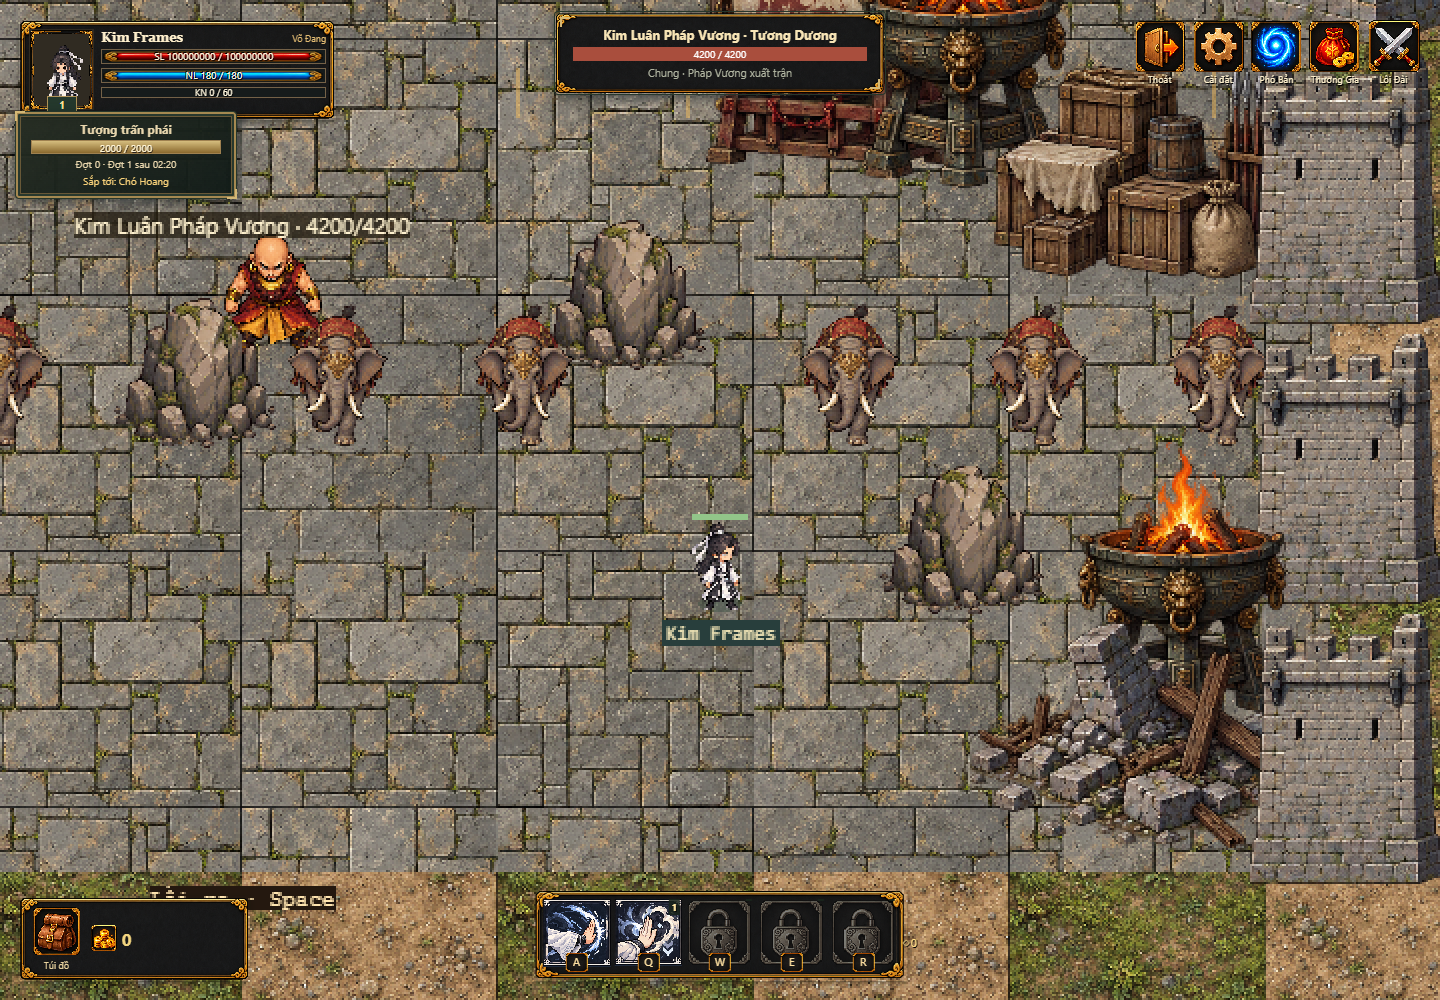 Kim Frames
Võ Đang
SL 100000000 / 100000000
NL 180 / 180
KN 0 / 60
1
Tượng trấn phái
2000 / 2000
Đợt 0 · Đợt 1 sau 02:20
Sắp tới: Chó Hoang
Kim Luân Pháp Vương · Tương Dương
4200 / 4200
Chung · Pháp Vương xuất trận
Thoát
Cài đặt
Phó Bản
Thương Gia
Lôi Đài
Kim Luân Pháp Vương · 4200/4200
Kim Frames
Space
0
Túi đồ
1
A
Q
W
E
R